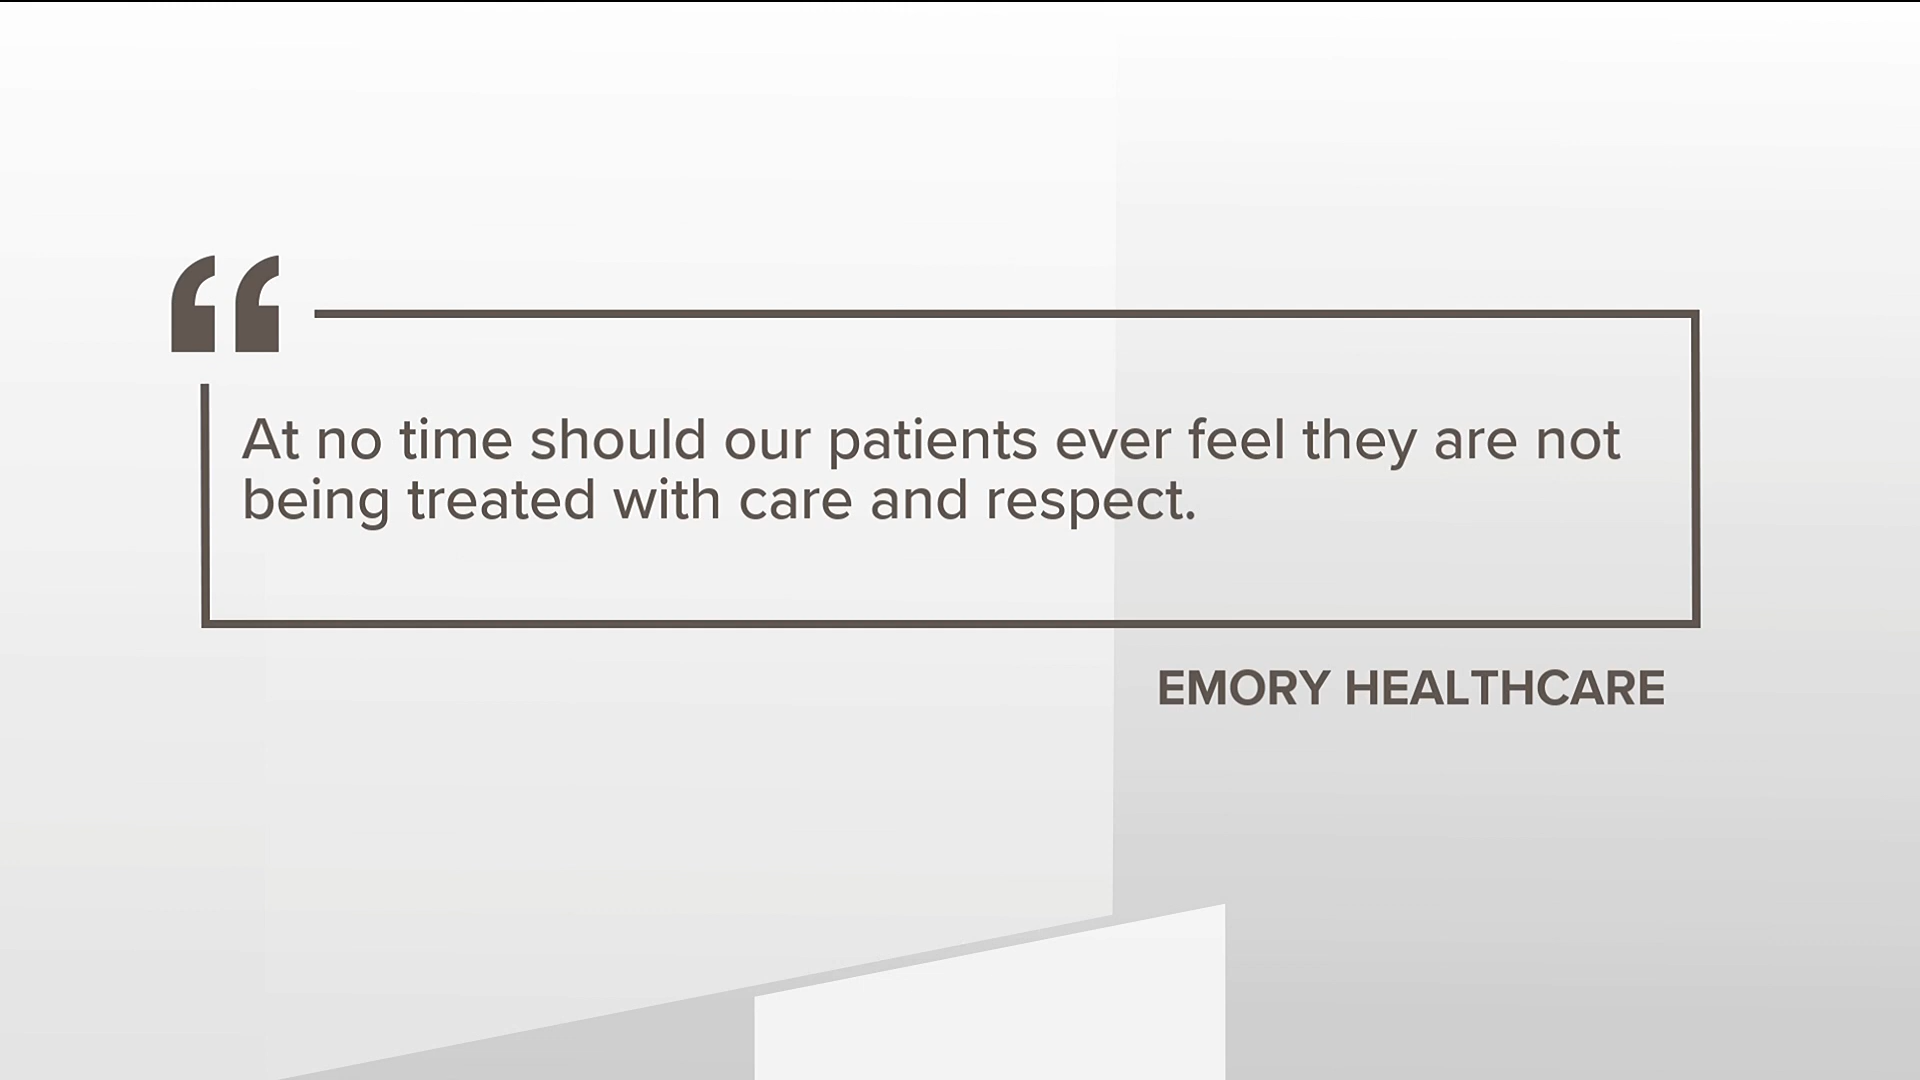 “
At no time should our patients ever feel they are not
being treated with care and respect.
EMORY HEALTHCARE